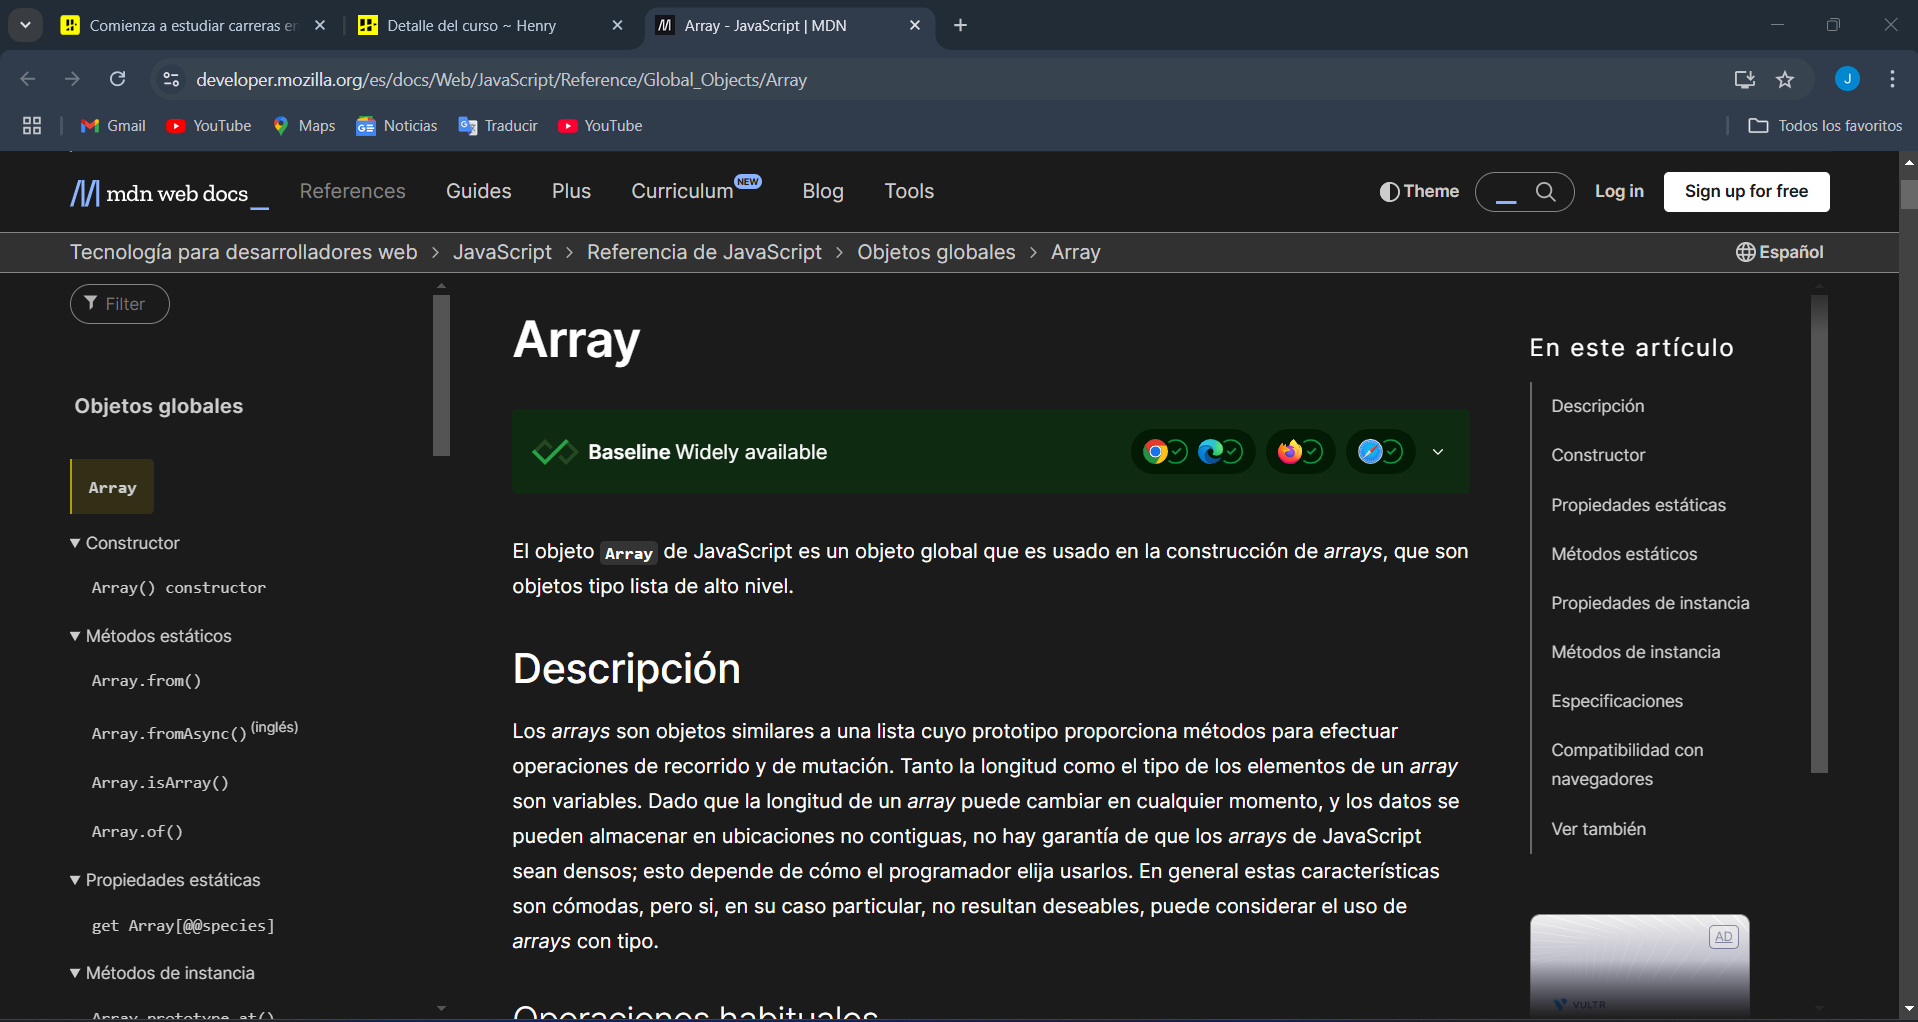 Comienza a estudiar carreras en
Detalle del curso ~ Henry
Array - JavaScript | MDN
developer.mozilla.org/es/docs/Web/JavaScript/Reference/Global_Objects/Array
J
Gmail
YouTube
Maps
Noticias
Traducir
YouTube
Todos los favoritos
mdn web docs_
References
Guides
Plus
Curriculum NEW
Blog
Tools
Theme
Log in
Sign up for free
Tecnología para desarrolladores web > JavaScript > Referencia de JavaScript > Objetos globales > Array
Español
Filter
Objetos globales
Array
Constructor
Array() constructor
Métodos estáticos
Array.from()
Array.fromAsync() (inglés)
Array.isArray()
Array.of()
Propiedades estáticas
get Array[@@species]
Métodos de instancia
Array.prototype.at()
Array
Baseline Widely available
El objeto Array de JavaScript es un objeto global que es usado en la construcción de arrays, que son
objetos tipo lista de alto nivel.
Descripción
Los arrays son objetos similares a una lista cuyo prototipo proporciona métodos para efectuar
operaciones de recorrido y de mutación. Tanto la longitud como el tipo de los elementos de un array
son variables. Dado que la longitud de un array puede cambiar en cualquier momento, y los datos se
pueden almacenar en ubicaciones no contiguas, no hay garantía de que los arrays de JavaScript
sean densos; esto depende de cómo el programador elija usarlos. En general estas características
son cómodas, pero si, en su caso particular, no resultan deseables, puede considerar el uso de
arrays con tipo.
Operaciones habituales
En este artículo
Descripción
Constructor
Propiedades estáticas
Métodos estáticos
Propiedades de instancia
Métodos de instancia
Especificaciones
Compatibilidad con
navegadores
Ver también
AD
VULTR